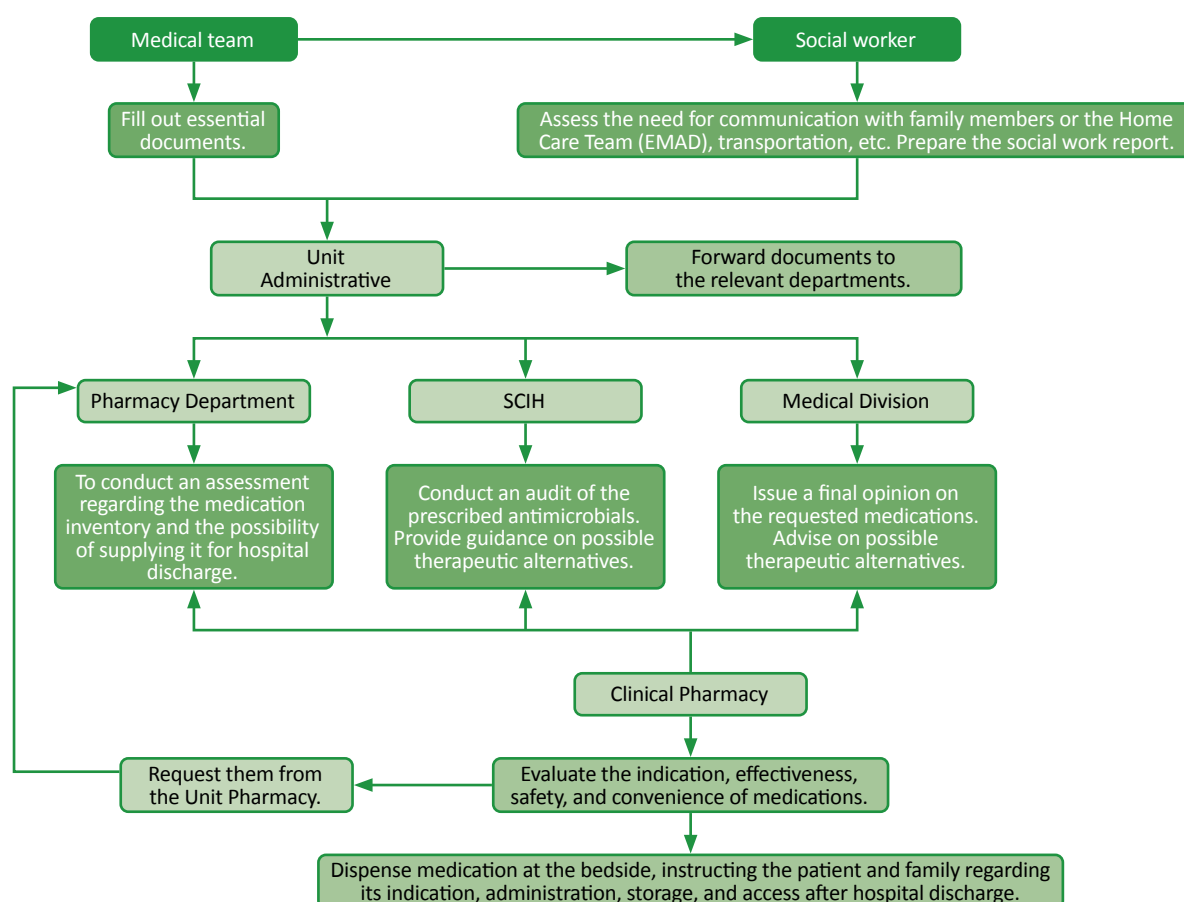 Medical team
Social worker
Fill out essential
documents.
Assess the need for communication with family members or the Home
Care Team (EMAD), transportation, etc. Prepare the social work report.
Unit
Administrative
Forward documents to
the relevant departments.
Pharmacy Department
SCIH
Medical Division
To conduct an assessment
regarding the medication
inventory and the possibility
of supplying it for hospital
discharge.
Conduct an audit of the
prescribed antimicrobials.
Provide guidance on possible
therapeutic alternatives.
Issue a final opinion on
the requested medications.
Advise on possible
therapeutic alternatives.
Clinical Pharmacy
Request them from
the Unit Pharmacy.
Evaluate the indication, effectiveness,
safety, and convenience of medications.
Dispense medication at the bedside, instructing the patient and family regarding
its indication, administration, storage, and access after hospital discharge.